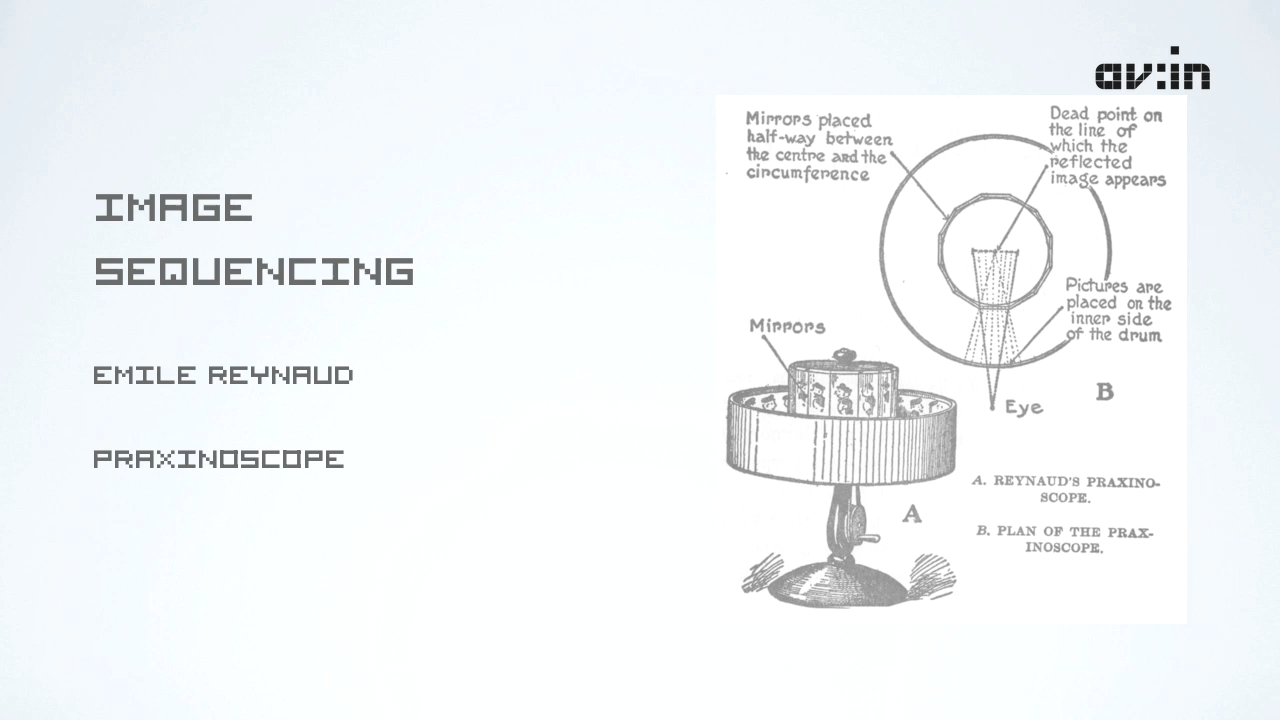 av:in
IMAGE
SEQUENCING
EMILE REYNAUD
PRAXINOSCOPE
Mirrors placed
half-way between
the centre and the
circumference
Dead point on
the line of
which the
reflected
image appears
Pictures are
placed on the
inner side
of the drum
Mirrors
Eye
B
A
A. REYNAUD'S PRAXINO-
SCOPE.
B. PLAN OF THE PRAX-
INOSCOPE.